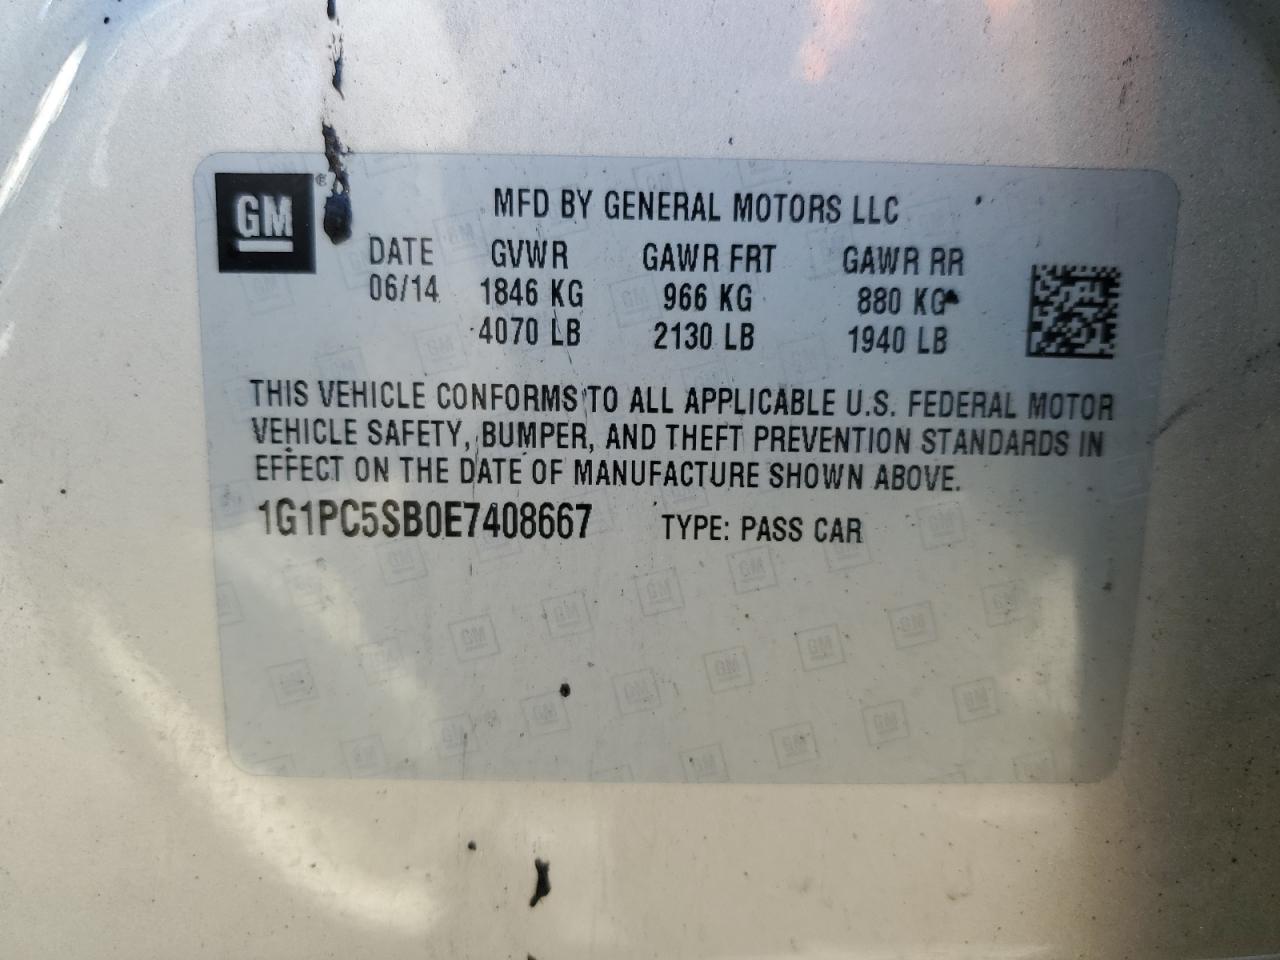 GM ®
MFD BY GENERAL MOTORS LLC
DATE GVWR GAWR FRT GAWR RR
06/14 1846 KG 966 KG 880 KG
4070 LB 2130 LB 1940 LB
THIS VEHICLE CONFORMS TO ALL APPLICABLE U.S. FEDERAL MOTOR
VEHICLE SAFETY, BUMPER, AND THEFT PREVENTION STANDARDS IN
EFFECT ON THE DATE OF MANUFACTURE SHOWN ABOVE.
1G1PC5SB0E7408667 TYPE: PASS CAR